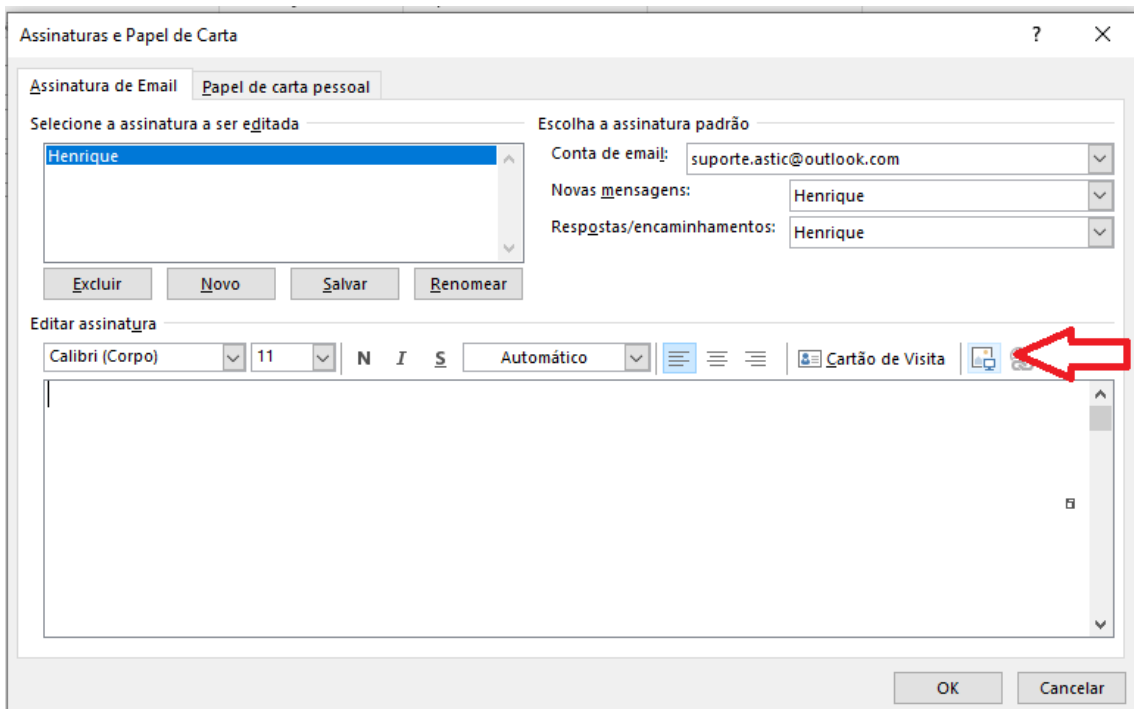 Assinaturas e Papel de Carta ? X
Assinatura de Email Papel de carta pessoal
Selecione a assinatura a ser editada
Henrique
Excluir Novo Salvar Renomear
Escolha a assinatura padrão
Conta de email: suporte.astic@outlook.com
Novas mensagens: Henrique
Respostas/encaminhamentos: Henrique
Editar assinatura
Calibri (Corpo) 11 N I S Automático Cartão de Visita
OK Cancelar